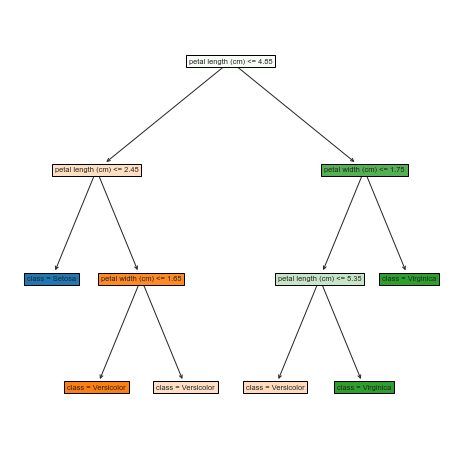 petal length (cm) <= 4.85
petal length (cm) <= 2.45
petal width (cm) <= 1.75
class = Setosa
petal width (cm) <= 1.65
petal length (cm) <= 5.35
class = Virginica
class = Versicolor
class = Versicolor
class = Versicolor
class = Virginica